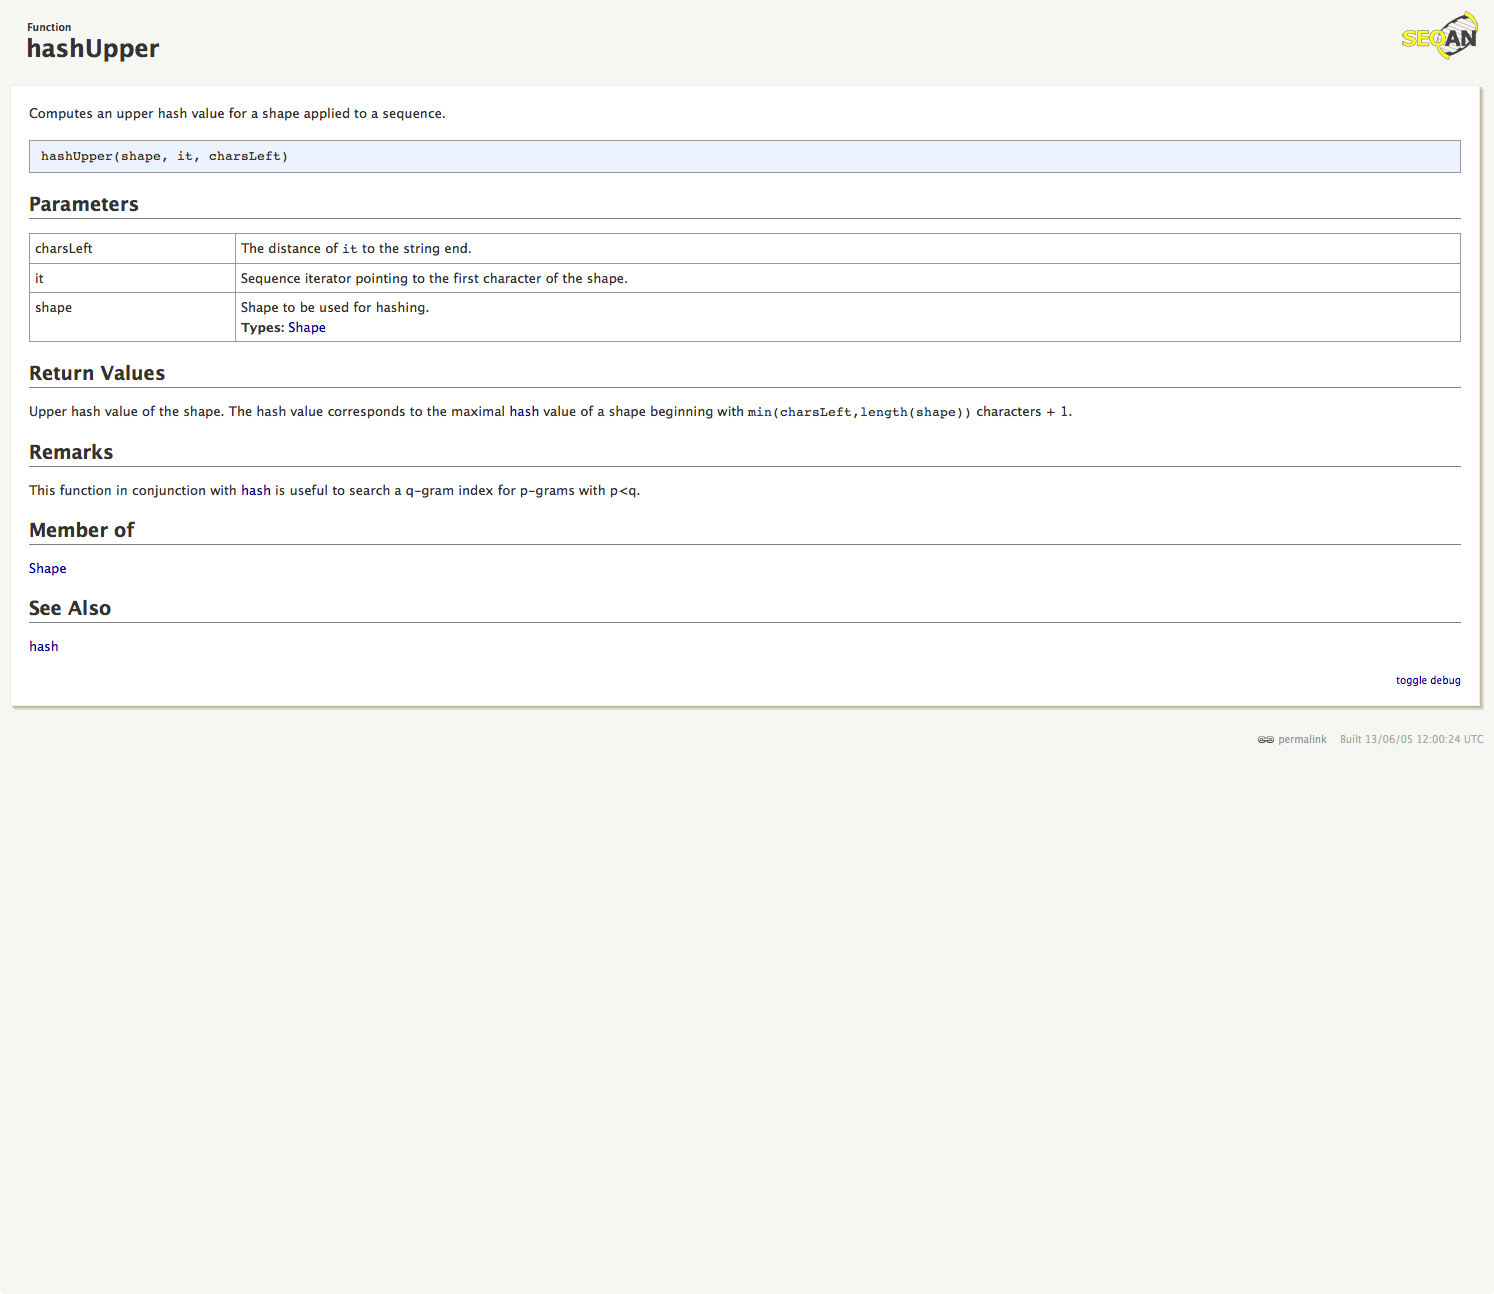 Function
hashUpper
SEQAN
Computes an upper hash value for a shape applied to a sequence.
hashUpper(shape, it, charsLeft)
Parameters
charsLeft The distance of it to the string end.
it Sequence iterator pointing to the first character of the shape.
shape Shape to be used for hashing.
Types: Shape
Return Values
Upper hash value of the shape. The hash value corresponds to the maximal hash value of a shape beginning with min(charsLeft,length(shape)) characters + 1.
Remarks
This function in conjunction with hash is useful to search a q-gram index for p-grams with p<q.
Member of
Shape
See Also
hash
toggle debug
permalink Built 13/06/05 12:00:24 UTC